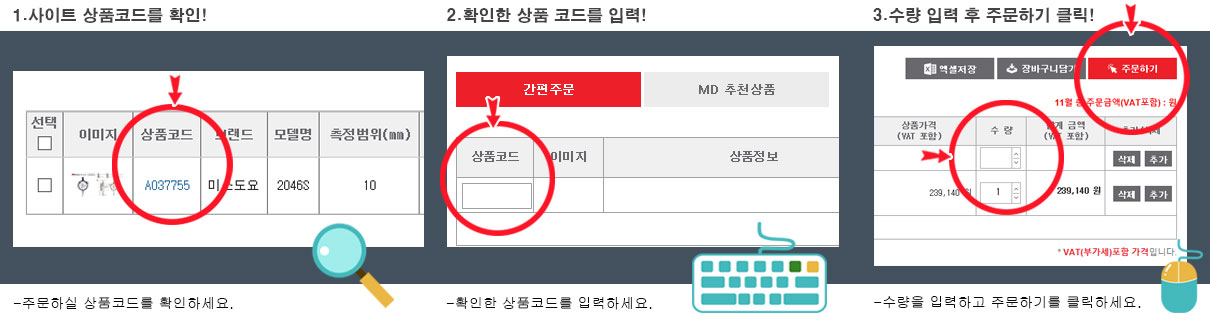 1.사이트 상품코드를 확인!
선택
이미지
상품코드
브랜드
모델명
측정범위(㎜)
A037755
2046S
10
-주문하실 상품코드를 확인하세요.
2.확인한 상품 코드를 입력!
간편주문
MD 추천상품
상품코드
이미지
상품정보
-확인한 상품코드를 입력하세요.
3.수량 입력 후 주문하기 클릭!
엑셀저장
장바구니담기
주문하기
11월 총 주문금액(VAT포함) : 원
상품가격
(VAT 포함)
수 량
금액
(VAT 포함)
삭제
추가
239,140 원
1
239,140 원
삭제
추가
* VAT(부가세)포함 가격입니다.
-수량을 입력하고 주문하기를 클릭하세요.